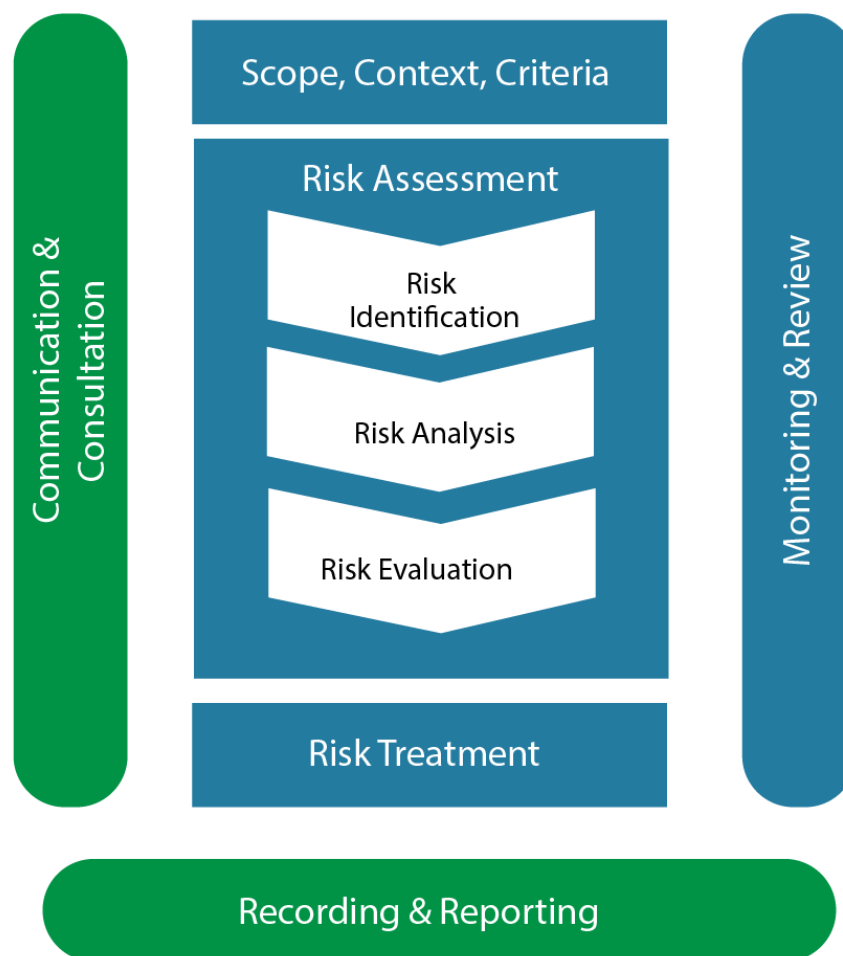 Communication &
Consultation
Scope, Context, Criteria
Risk Assessment
Risk
Identification
Risk Analysis
Risk Evaluation
Risk Treatment
Monitoring & Review
Recording & Reporting